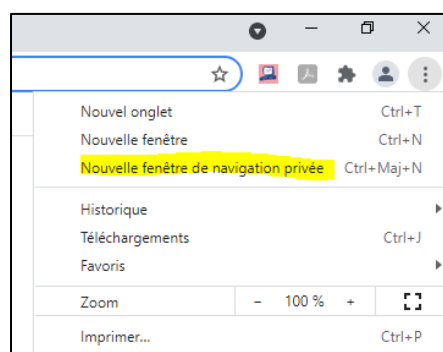 Nouvel onglet Ctrl+T
Nouvelle fenêtre Ctrl+N
Nouvelle fenêtre de navigation privée Ctrl+Maj+N
Historique
Téléchargements Ctrl+J
Favoris
Zoom - 100 % +
Imprimer... Ctrl+P